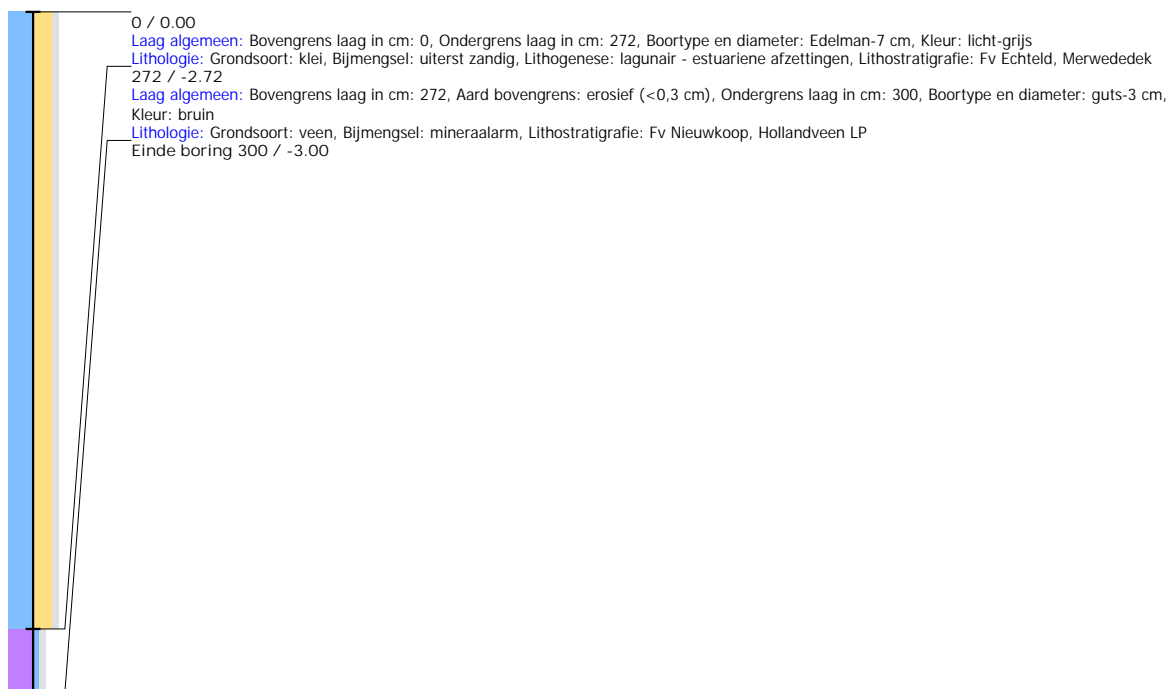 0 / 0.00
Laag algemeen: Bovengrens laag in cm: 0, Ondergrens laag in cm: 272, Boortype en diameter: Edelman-7 cm, Kleur: licht-grijs
Lithologie: Grondsoort: klei, Bijmengsel: uiterst zandig, Lithogenese: lagunair - estuariene afzettingen, Lithostratigrafie: Fv Echteld, Merwededek
272 / -2.72
Laag algemeen: Bovengrens laag in cm: 272, Aard bovengrens: erosief (<0,3 cm), Ondergrens laag in cm: 300, Boortype en diameter: guts-3 cm,
Kleur: bruin
Lithologie: Grondsoort: veen, Bijmengsel: mineraalarm, Lithostratigrafie: Fv Nieuwkoop, Hollandveen LP
Einde boring 300 / -3.00